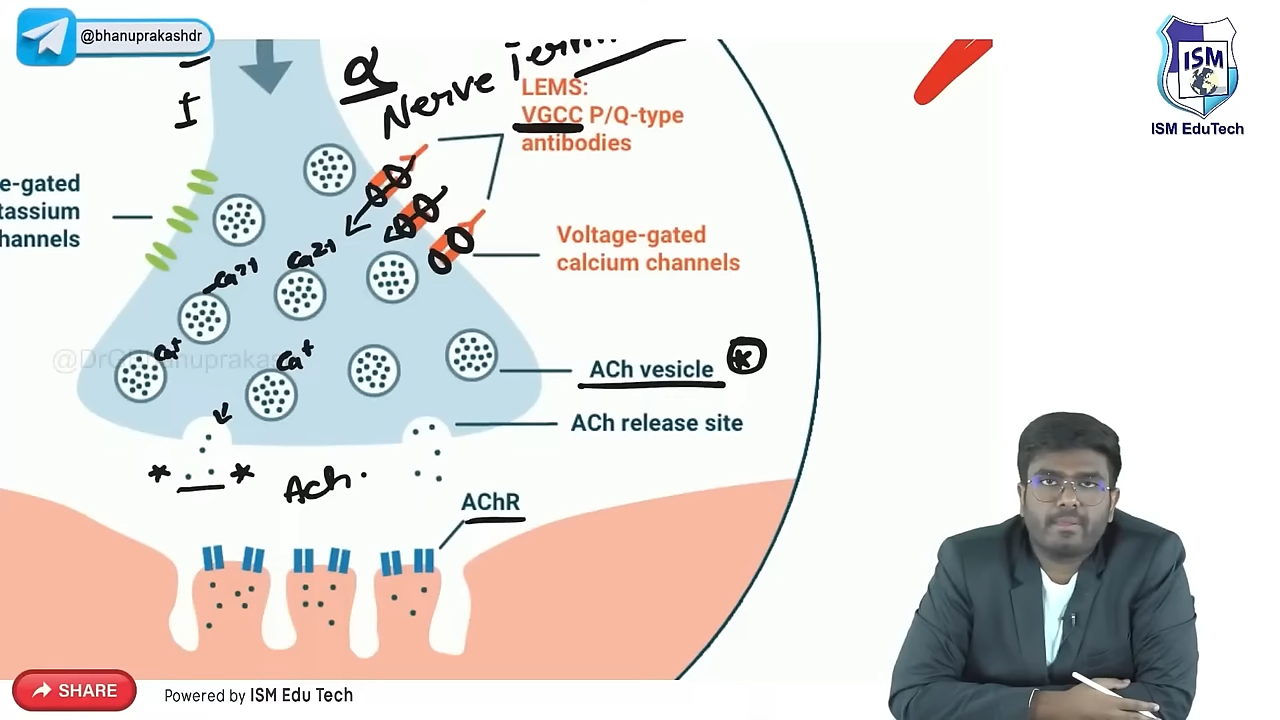 @bhanuprakashdr
ISM
ISM EduTech
I
α
Nerve
LEMS:
VGCC P/Q-type
antibodies
e-gated
tassium
hannels
Voltage-gated
calcium channels
Ca2+
Ca2+
Ca+
Ca+
ACh vesicle *
ACh release site
* *
Ach.
AChR
SHARE
Powered by ISM Edu Tech